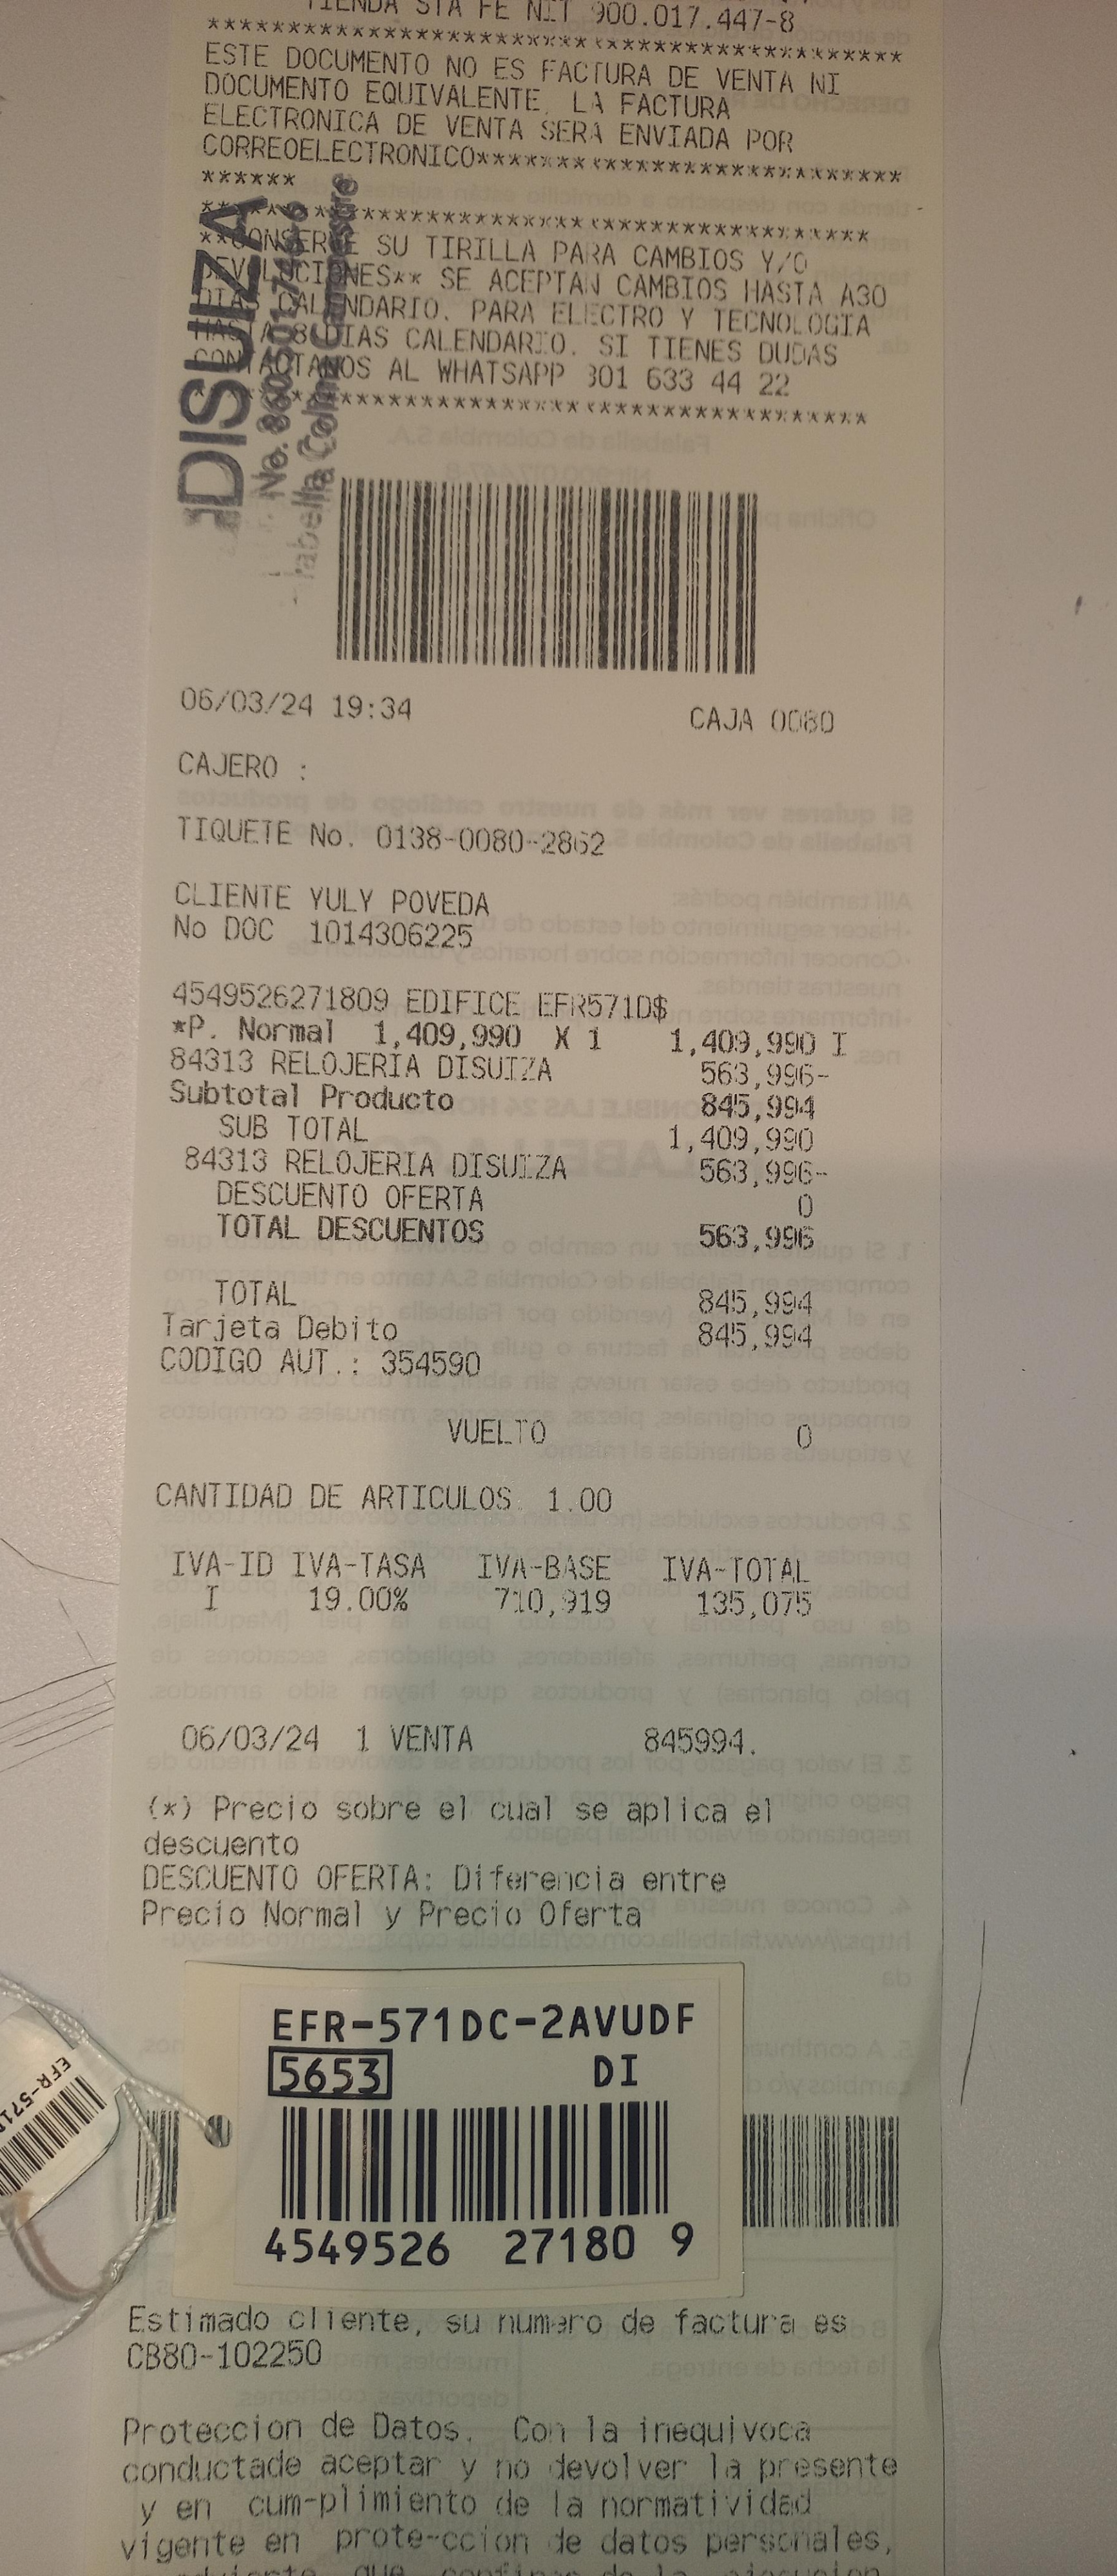 TIENDA STA FE NIT 900.017.447-8
**********************************************
ESTE DOCUMENTO NO ES FACTURA DE VENTA NI
DOCUMENTO EQUIVALENTE. LA FACTURA
ELECTRONICA DE VENTA SERA ENVIADA POR
CORREOELECTRONICO****************************
******
********************************************
**CONSERVE SU TIRILLA PARA CAMBIOS Y/O
DEVOLUCIONES** SE ACEPTAN CAMBIOS HASTA A30
DIAS CALENDARIO. PARA ELECTRO Y TECNOLOGIA
HASTA 8 DIAS CALENDARIO. SI TIENES DUDAS
CONTACTANOS AL WHATSAPP 301 633 44 22
********************************************
DISUIZA
No.
Colina Campestre
06/03/24 19:34 CAJA 0080
CAJERO :
TIQUETE No. 0138-0080-2862
CLIENTE YULY POVEDA
No DOC 1014306225
4549526271809 EDIFICE EFR571D$
*P. Normal 1,409,990 X 1 1,409,990 I
84313 RELOJERIA DISUIZA 563,996-
Subtotal Producto 845,994
SUB TOTAL 1,409,990
84313 RELOJERIA DISUIZA 563,996-
DESCUENTO OFERTA 0
TOTAL DESCUENTOS 563,996
TOTAL 845,994
Tarjeta Debito 845,994
CODIGO AUT.: 354590
VUELTO 0
CANTIDAD DE ARTICULOS 1.00
IVA-ID IVA-TASA IVA-BASE IVA-TOTAL
I 19.00% 710,919 135,075
06/03/24 1 VENTA 845994.
(*) Precio sobre el cual se aplica el
descuento
DESCUENTO OFERTA: Diferencia entre
Precio Normal y Precio Oferta
EFR-571DC-2AVUDF
5653 DI
4549526 27180 9
EFR-571D
Estimado cliente, su numero de factura es
CB80-102250
Proteccion de Datos. Con la inequivoca
conductade aceptar y no devolver la presente
y en cum-plimiento de la normatividad
vigente en prote-ccion de datos personales,